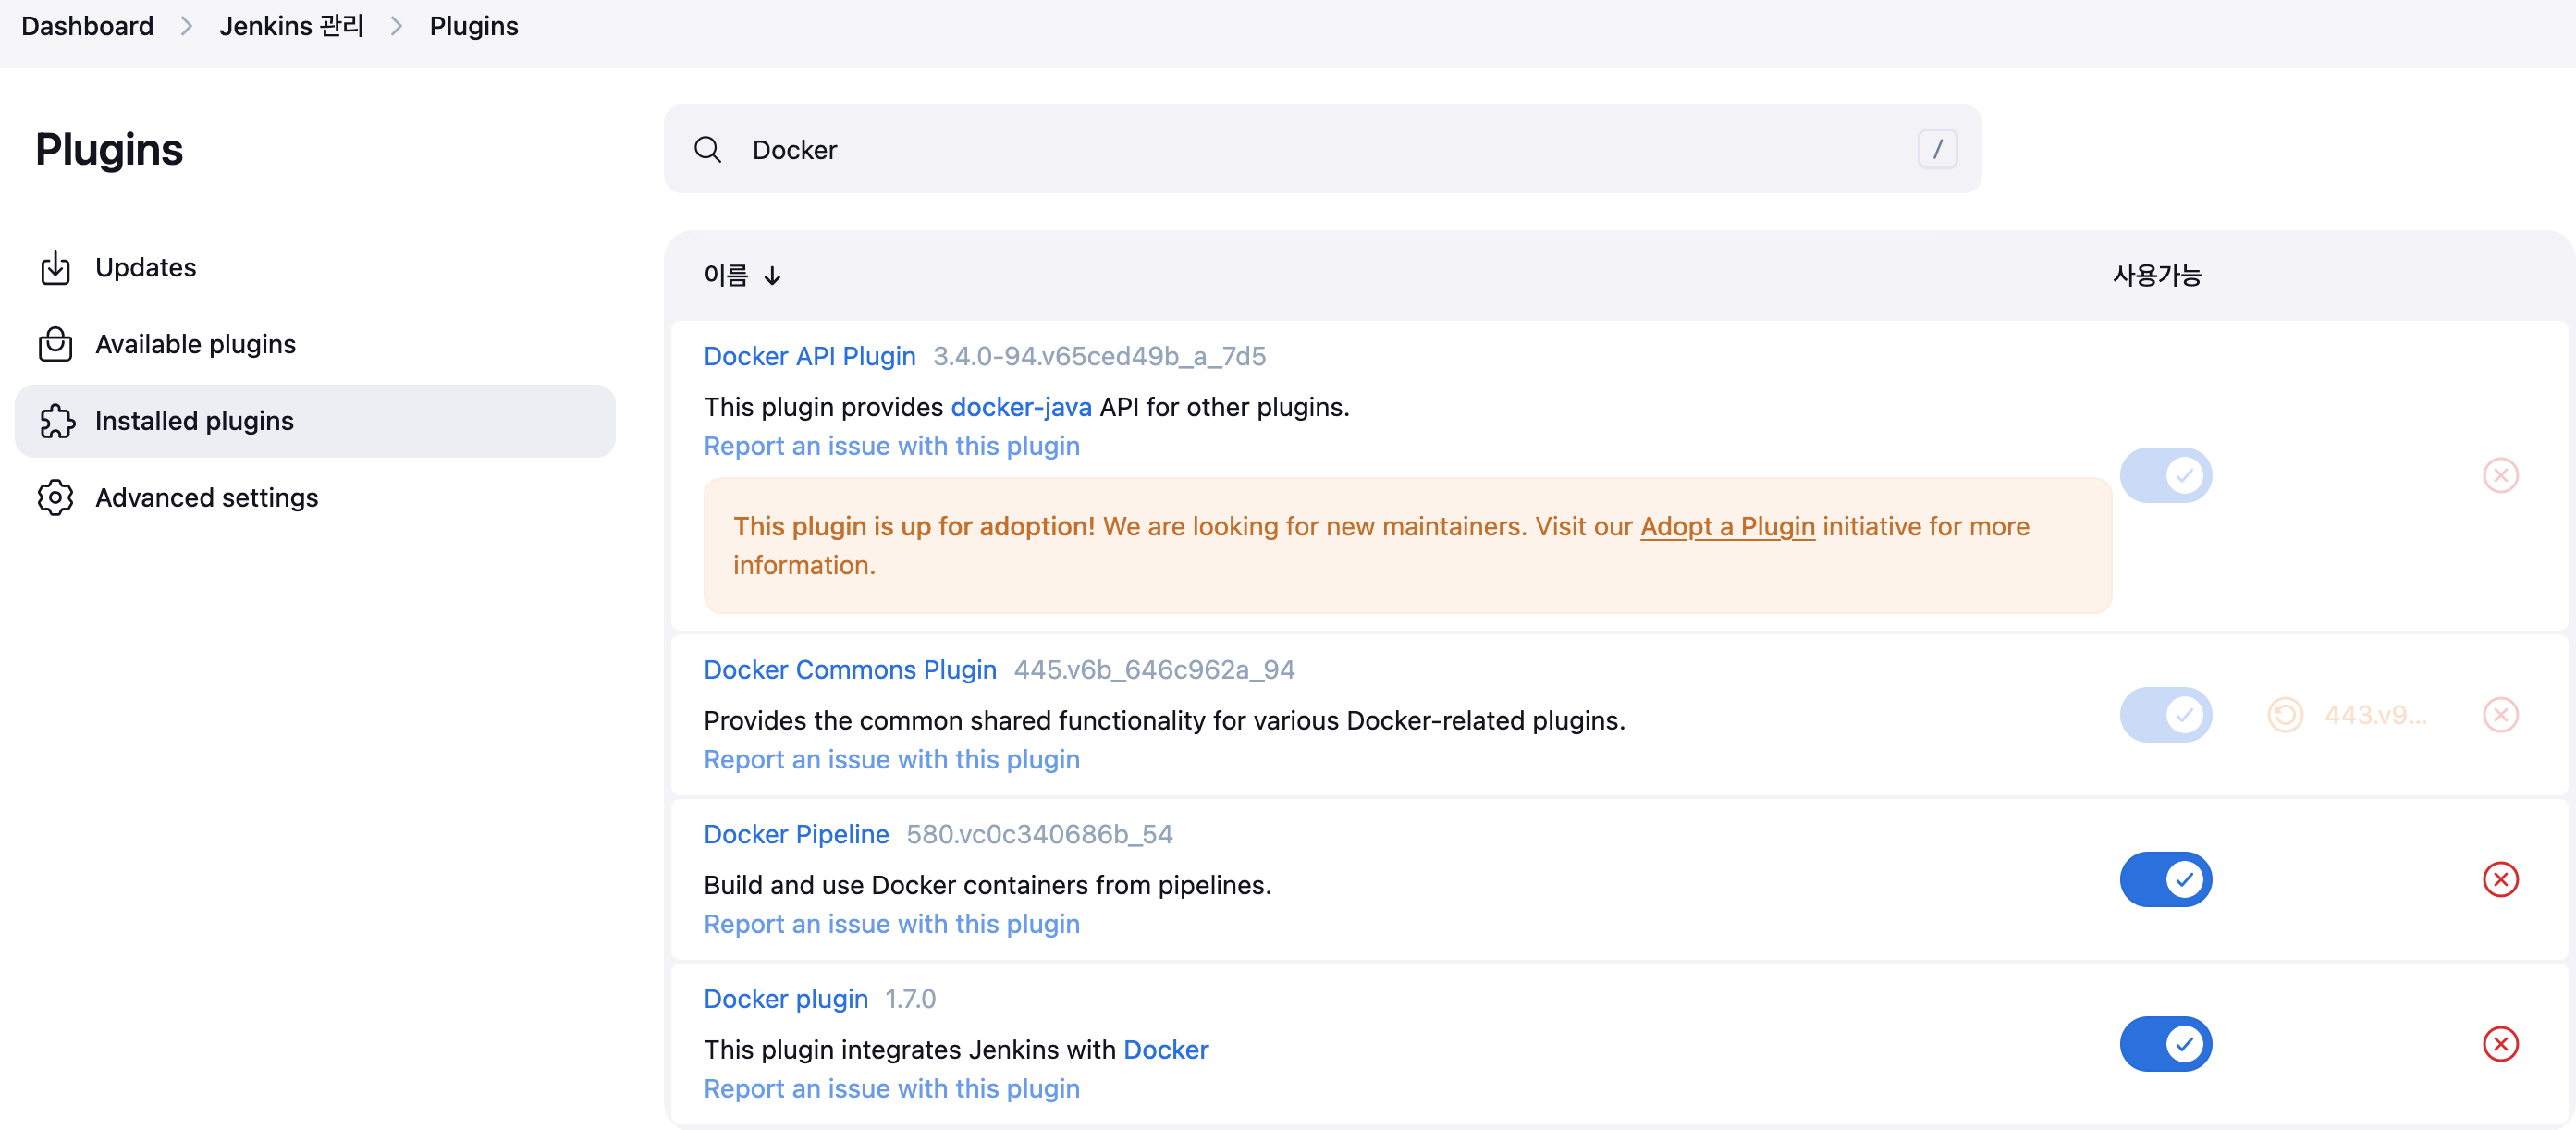 Dashboard > Jenkins 관리 > Plugins
Plugins
Updates
Available plugins
Installed plugins
Advanced settings
Docker /
이름 ↓ 사용가능
Docker API Plugin 3.4.0-94.v65ced49b_a_7d5
This plugin provides docker-java API for other plugins.
Report an issue with this plugin
This plugin is up for adoption! We are looking for new maintainers. Visit our Adopt a Plugin initiative for more
information.
Docker Commons Plugin 445.v6b_646c962a_94
Provides the common shared functionality for various Docker-related plugins.
Report an issue with this plugin
443.v9...
Docker Pipeline 580.vc0c340686b_54
Build and use Docker containers from pipelines.
Report an issue with this plugin
Docker plugin 1.7.0
This plugin integrates Jenkins with Docker
Report an issue with this plugin